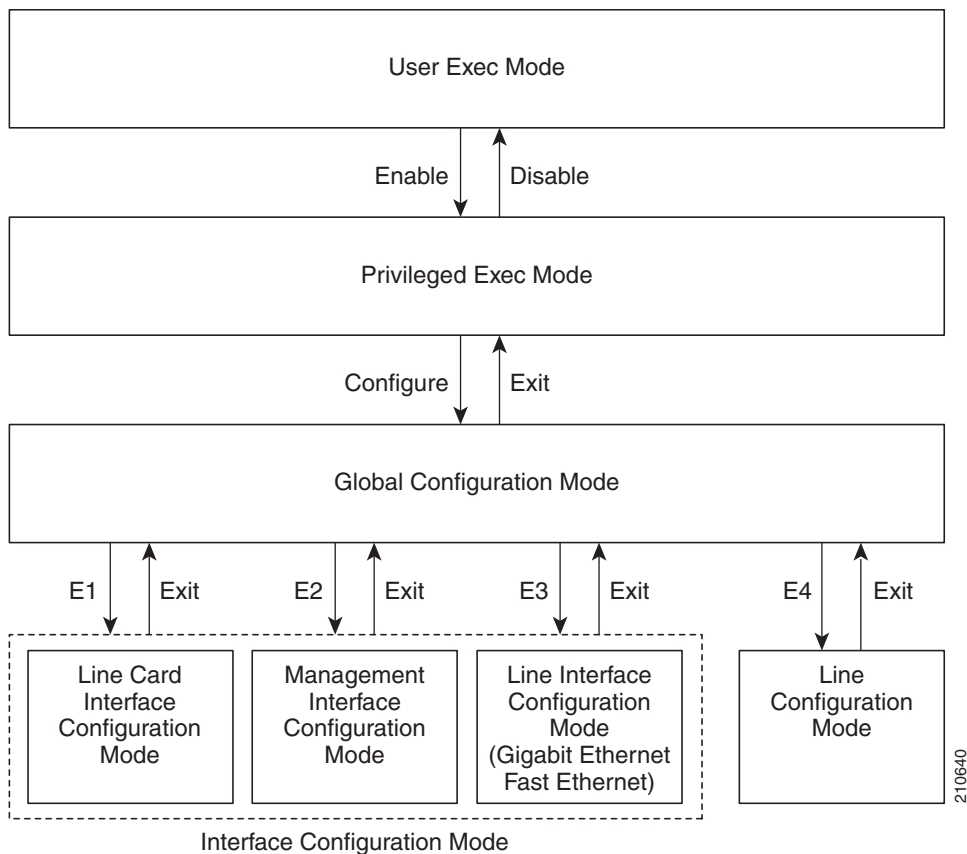 User Exec Mode
Enable
Disable
Privileged Exec Mode
Configure
Exit
Global Configuration Mode
E1
Exit
E2
Exit
E3
Exit
E4
Exit
Line Card
Interface
Configuration
Mode
Management
Interface
Configuration
Mode
Line Interface
Configuration
Mode
(Gigabit Ethernet
Fast Ethernet)
Line
Configuration
Mode
210640
Interface Configuration Mode